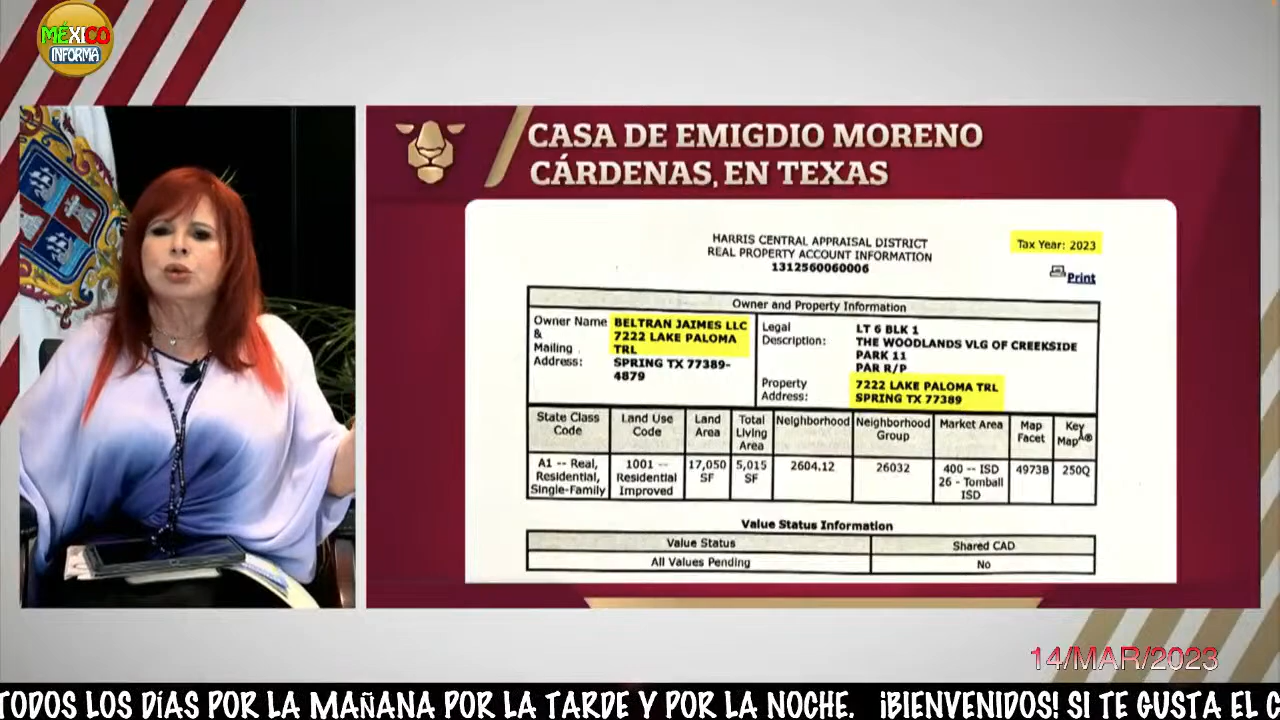 MÉXICO
INFORMA
CASA DE EMIGDIO MORENO
CÁRDENAS, EN TEXAS
HARRIS CENTRAL APPRAISAL DISTRICT
REAL PROPERTY ACCOUNT INFORMATION
1312560060006
Tax Year: 2023
Print
Owner and Property Information
Owner Name
&
Mailing
Address:
BELTRAN JAIMES LLC
7222 LAKE PALOMA
TRL
SPRING TX 77389-
4879
Legal
Description:
LT 6 BLK 1
THE WOODLANDS VLG OF CREEKSIDE
PARK 11
PAR R/P
Property
Address:
7222 LAKE PALOMA TRL
SPRING TX 77389
State Class
Code
Land Use
Code
Land
Area
Total
Living
Area
Neighborhood
Neighborhood
Group
Market Area
Map
Facet
Key
Map®
A1 -- Real,
Residential,
Single-Family
1001 --
Residential
Improved
17,050
SF
5,015
SF
2604.12
26032
400 -- ISD
26 - Tomball
ISD
4973B
250Q
Value Status Information
Value Status
Shared CAD
All Values Pending
No
14/MAR/2023
TODOS LOS DÍAS POR LA MAÑANA POR LA TARDE Y POR LA NOCHE. ¡BIENVENIDOS! SI TE GUSTA EL C